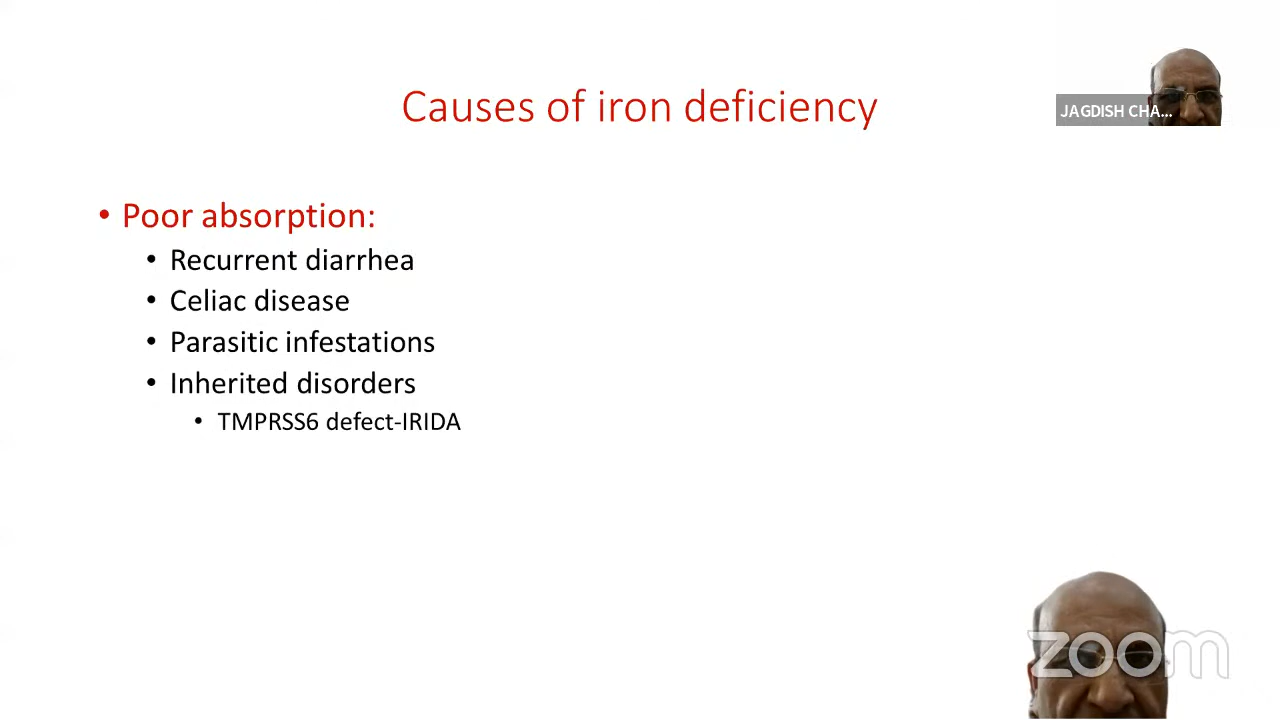 Causes of iron deficiency
JAGDISH CHA...
• Poor absorption:
• Recurrent diarrhea
• Celiac disease
• Parasitic infestations
• Inherited disorders
• TMPRSS6 defect-IRIDA
zoom